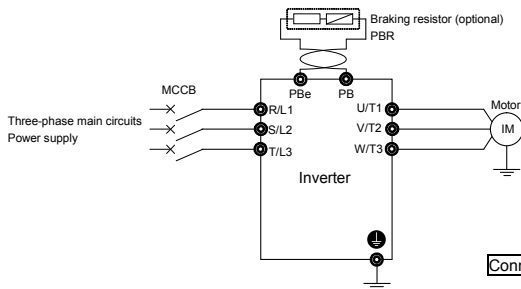 Braking resistor (optional)
PBR
MCCB
PBe
PB
Three-phase main circuits
Power supply
R/L1
S/L2
T/L3
U/T1
V/T2
W/T3
Motor
IM
Inverter
Conn